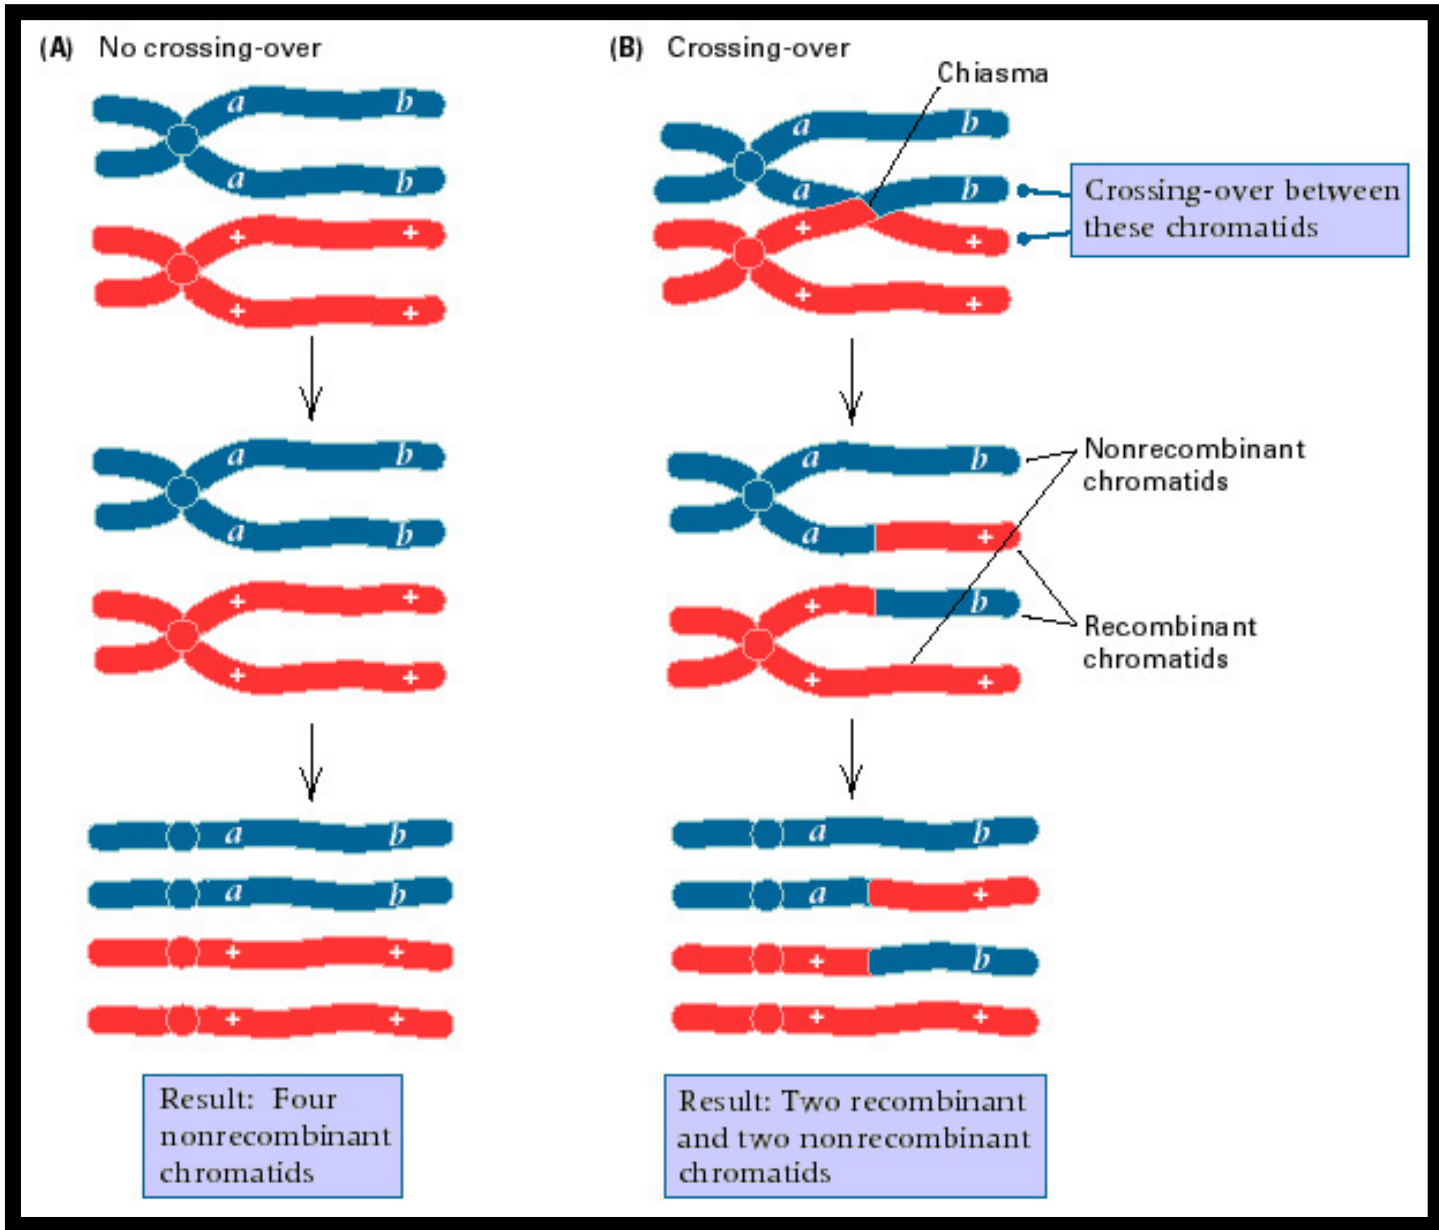 (A) No crossing-over
a b
a b
+ +
+ +
a b
a b
+ +
+ +
a b
a b
+ +
+ +
Result: Four
nonrecombinant
chromatids
(B) Crossing-over
Chiasma
a b
a b
+ +
+ +
Crossing-over between
these chromatids
a b
a +
+ b
+ +
Nonrecombinant
chromatids
Recombinant
chromatids
a b
a +
+ b
+ +
Result: Two recombinant
and two nonrecombinant
chromatids